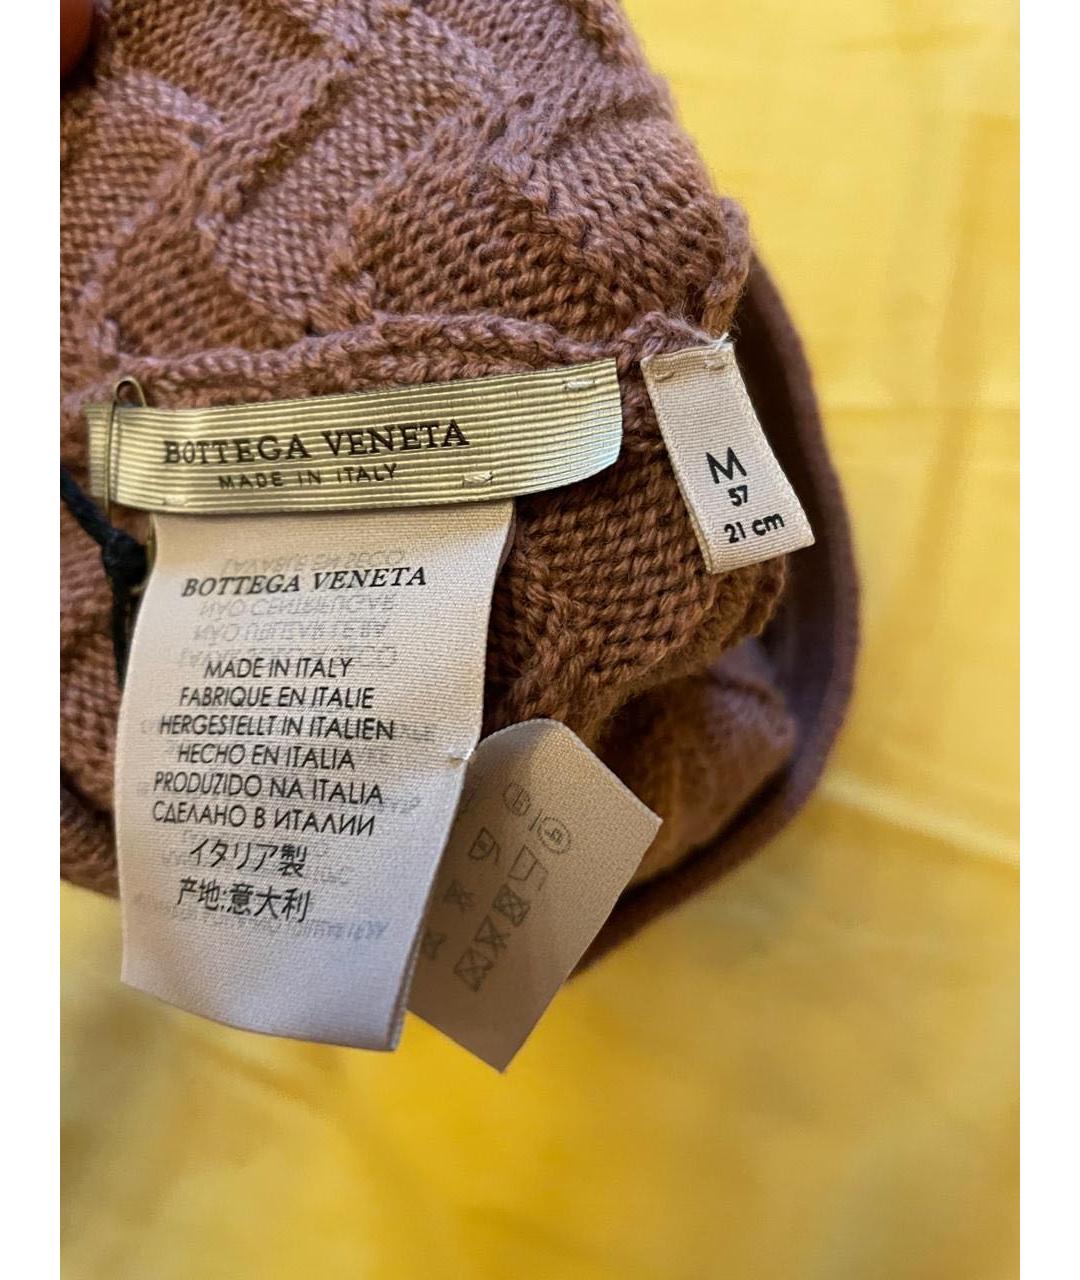 BOTTEGA VENETA
MADE IN ITALY
M
57
21 cm
BOTTEGA VENETA
MADE IN ITALY
FABRIQUE EN ITALIE
HERGESTELLT IN ITALIEN
HECHO EN ITALIA
PRODUZIDO NA ITALIA
СДЕЛАНО В ИТАЛИИ
イタリア製
产地:意大利